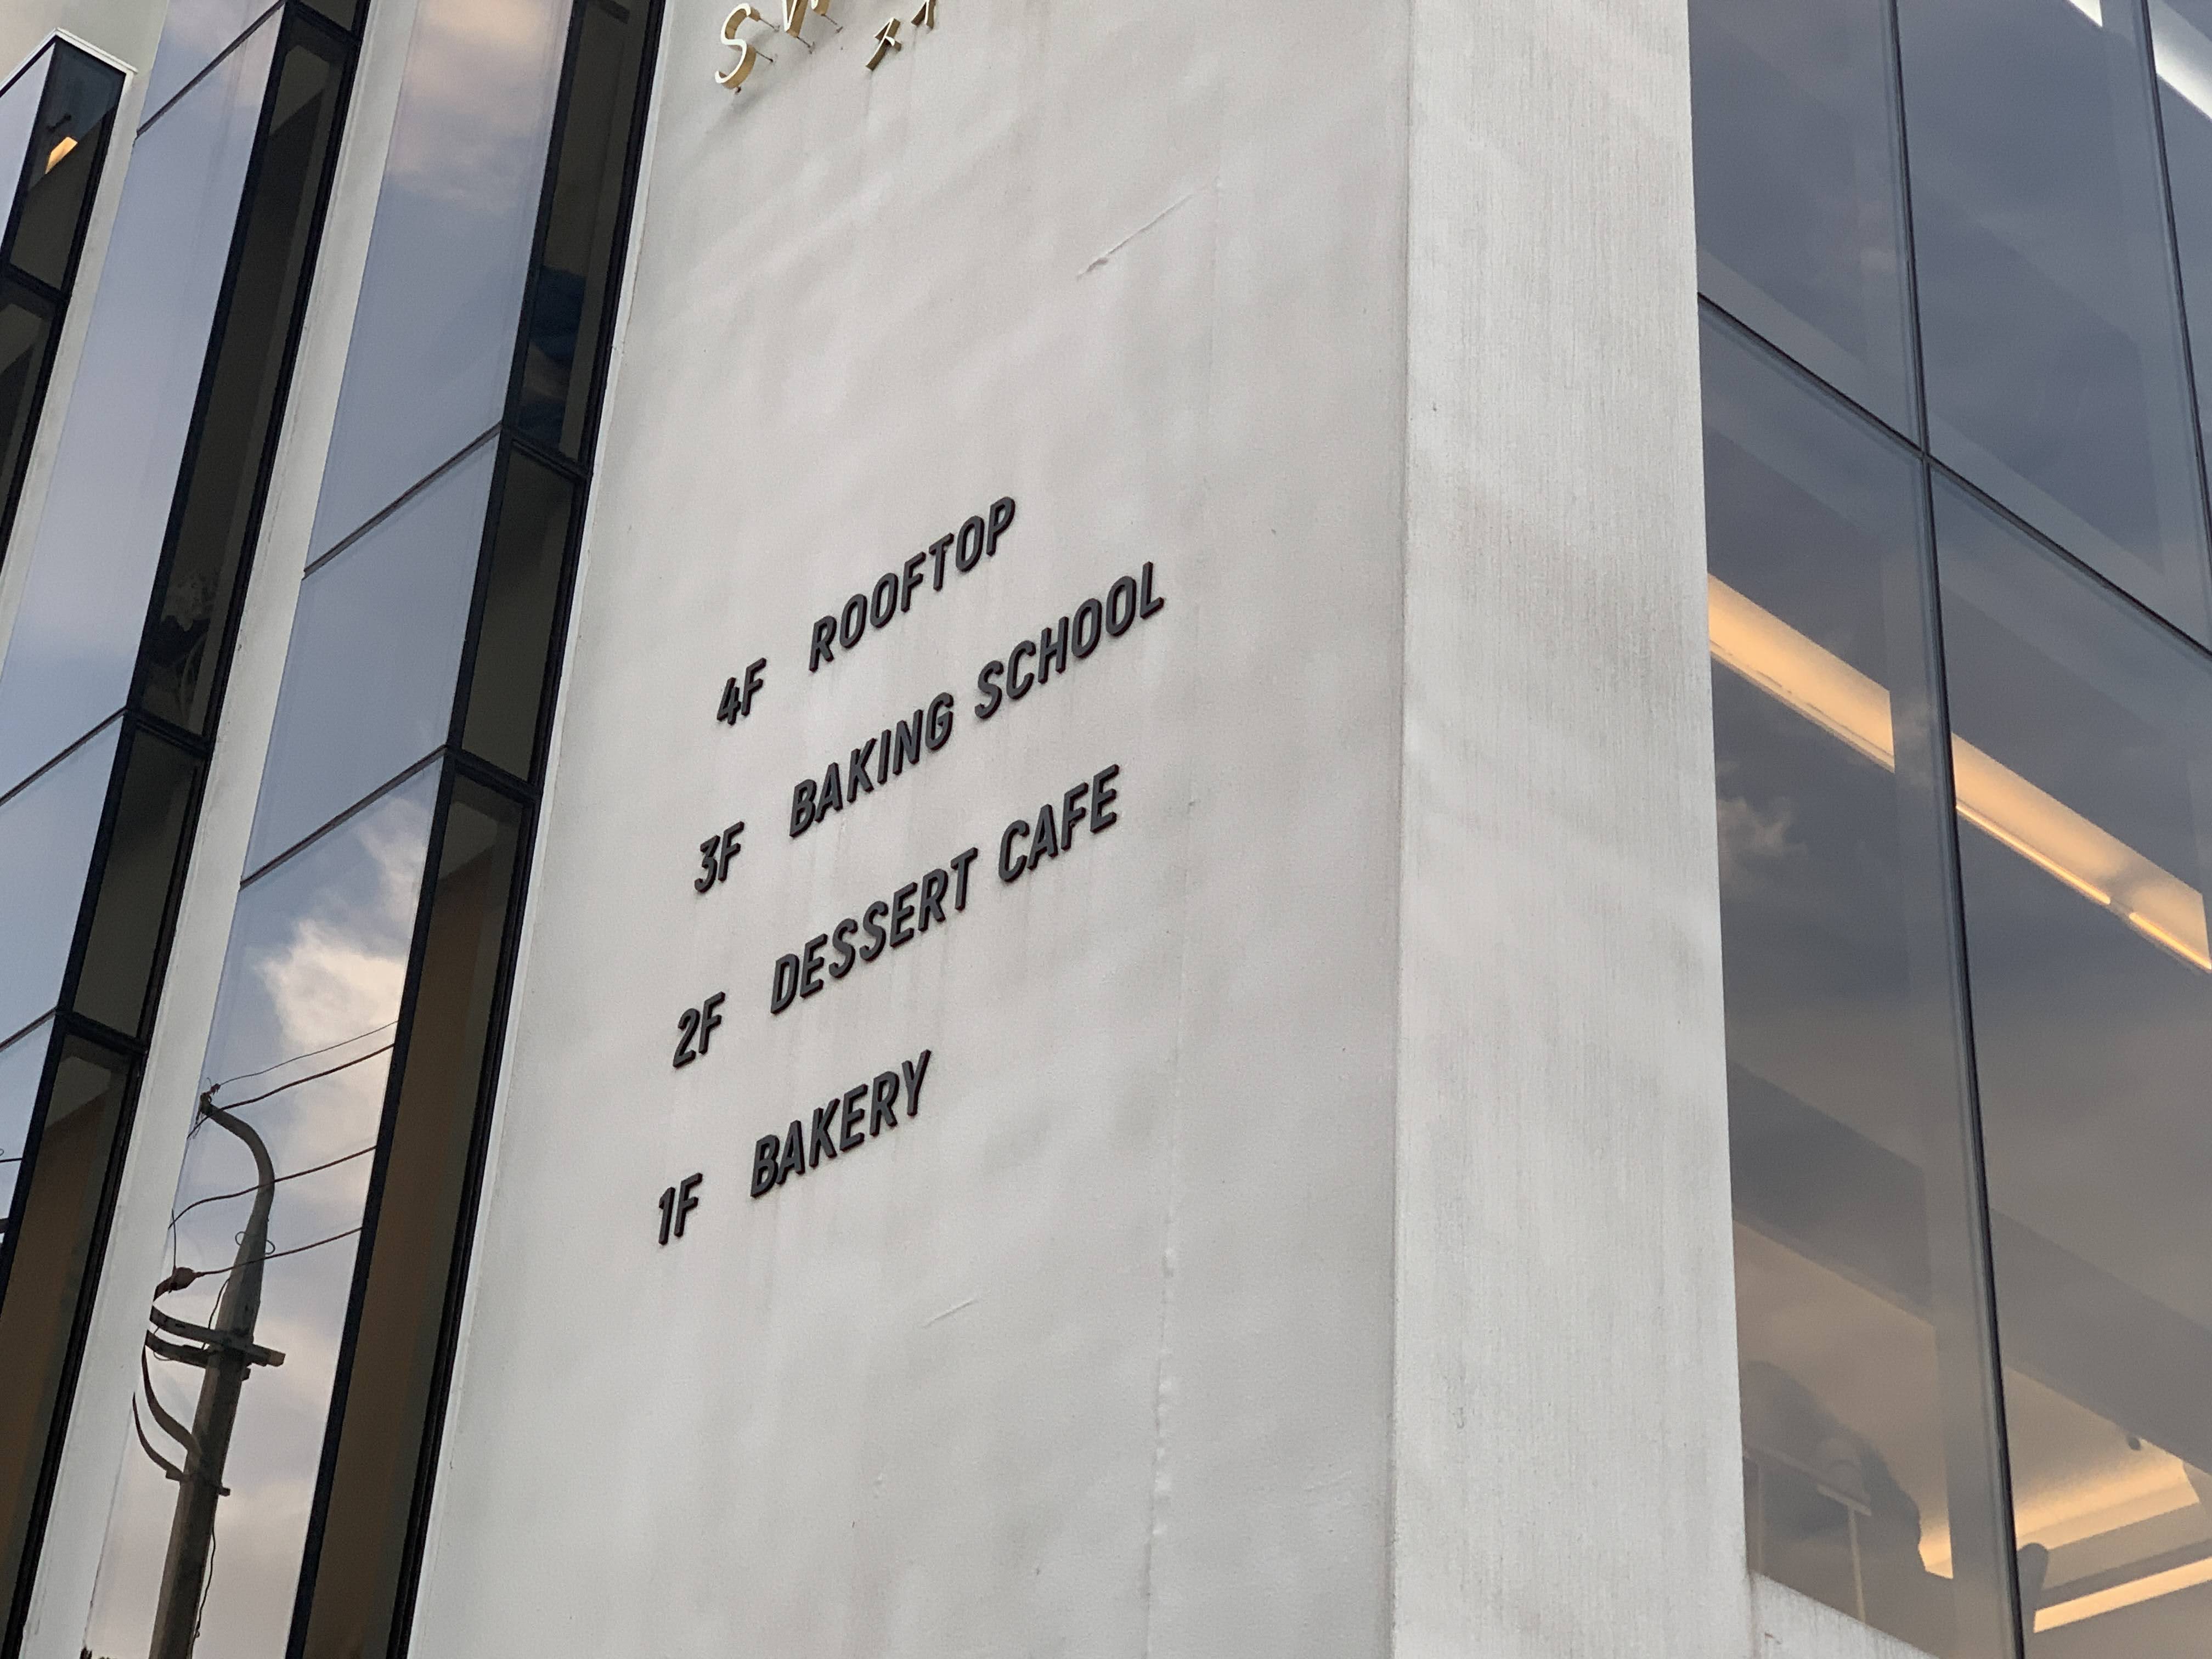 4F ROOFTOP
3F BAKING SCHOOL
2F DESSERT CAFE
1F BAKERY